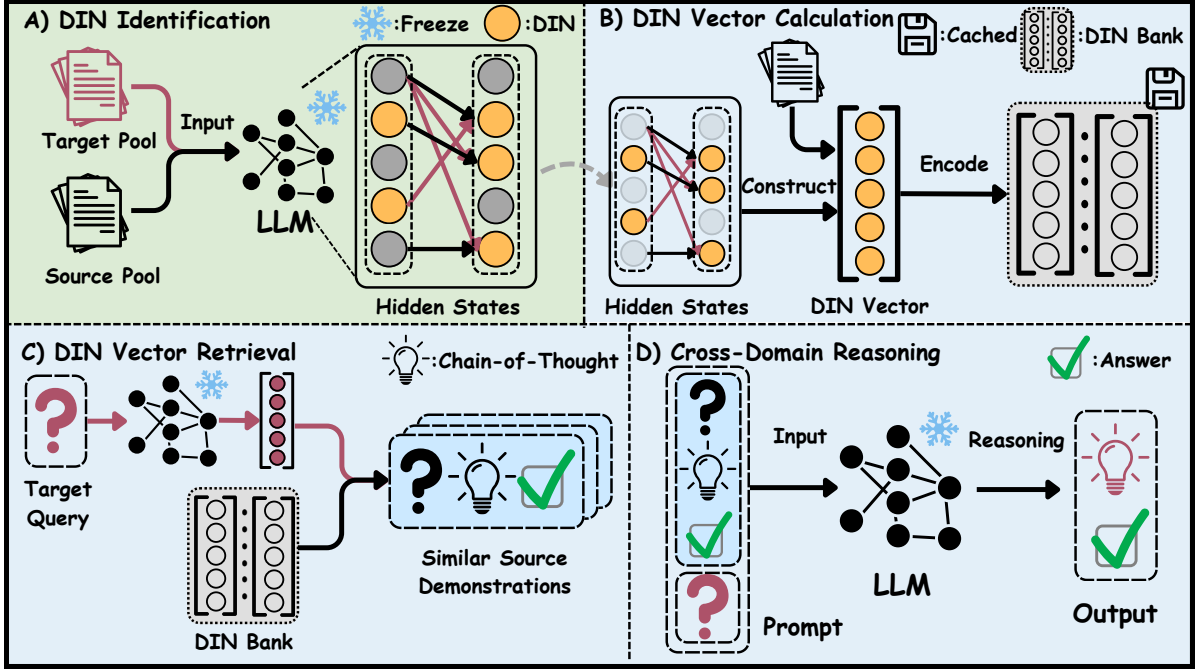 A) DIN Identification
:Freeze
:DIN
Target Pool
Input
Source Pool
LLM
Hidden States
B) DIN Vector Calculation
:Cached
:DIN Bank
Construct
Encode
Hidden States
DIN Vector
C) DIN Vector Retrieval
:Chain-of-Thought
?
Target
Query
DIN Bank
?
Similar Source
Demonstrations
D) Cross-Domain Reasoning
:Answer
?
?
Input
Reasoning
LLM
Prompt
Output